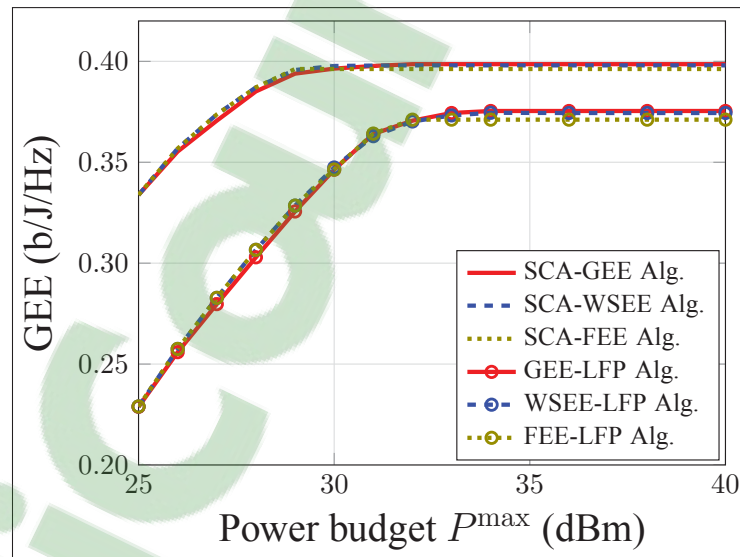 0.40
0.35
0.30
0.25
0.20
GEE (b/J/Hz)
SCA-GEE Alg.
SCA-WSEE Alg.
SCA-FEE Alg.
GEE-LFP Alg.
WSEE-LFP Alg.
FEE-LFP Alg.
25 30 35 40
Power budget P^max (dBm)